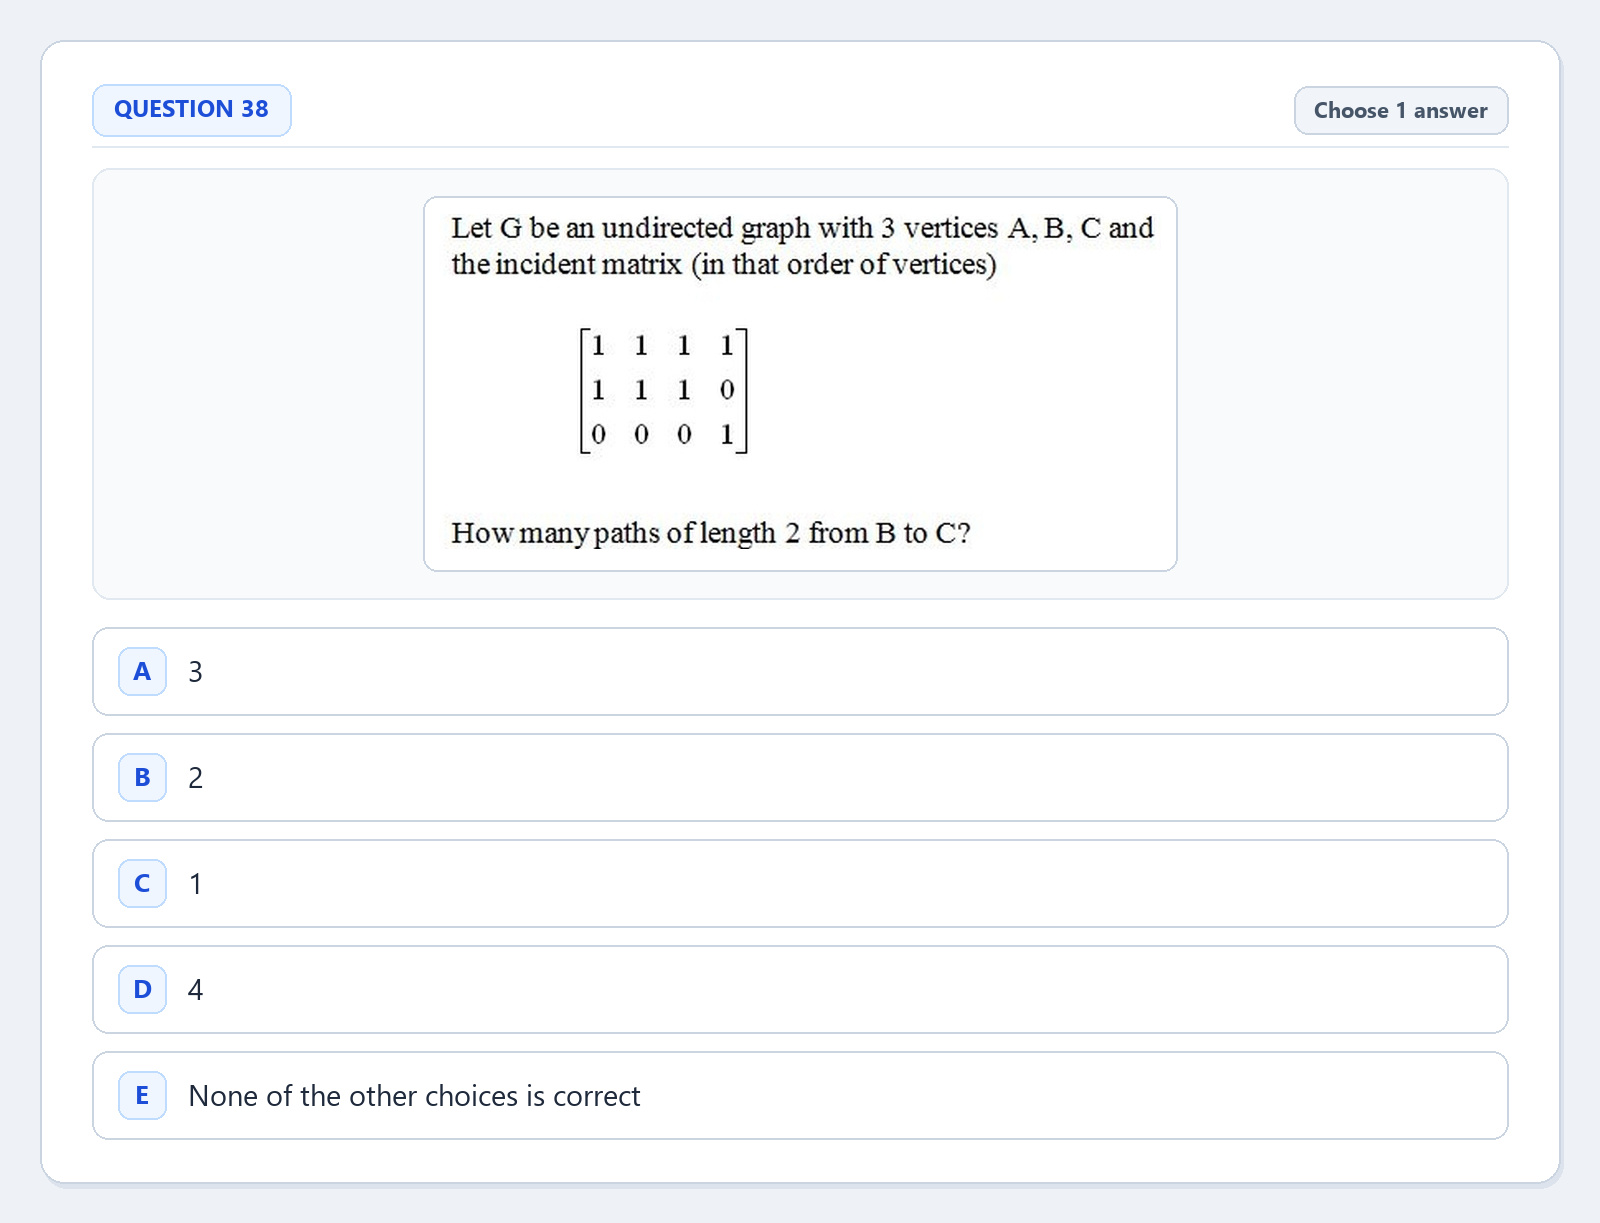 QUESTION 38
Choose 1 answer
Let G be an undirected graph with 3 vertices A, B, C and
the incident matrix (in that order of vertices)
1 1 1 1
1 1 1 0
0 0 0 1
How many paths of length 2 from B to C?
A 3
B 2
C 1
D 4
E None of the other choices is correct